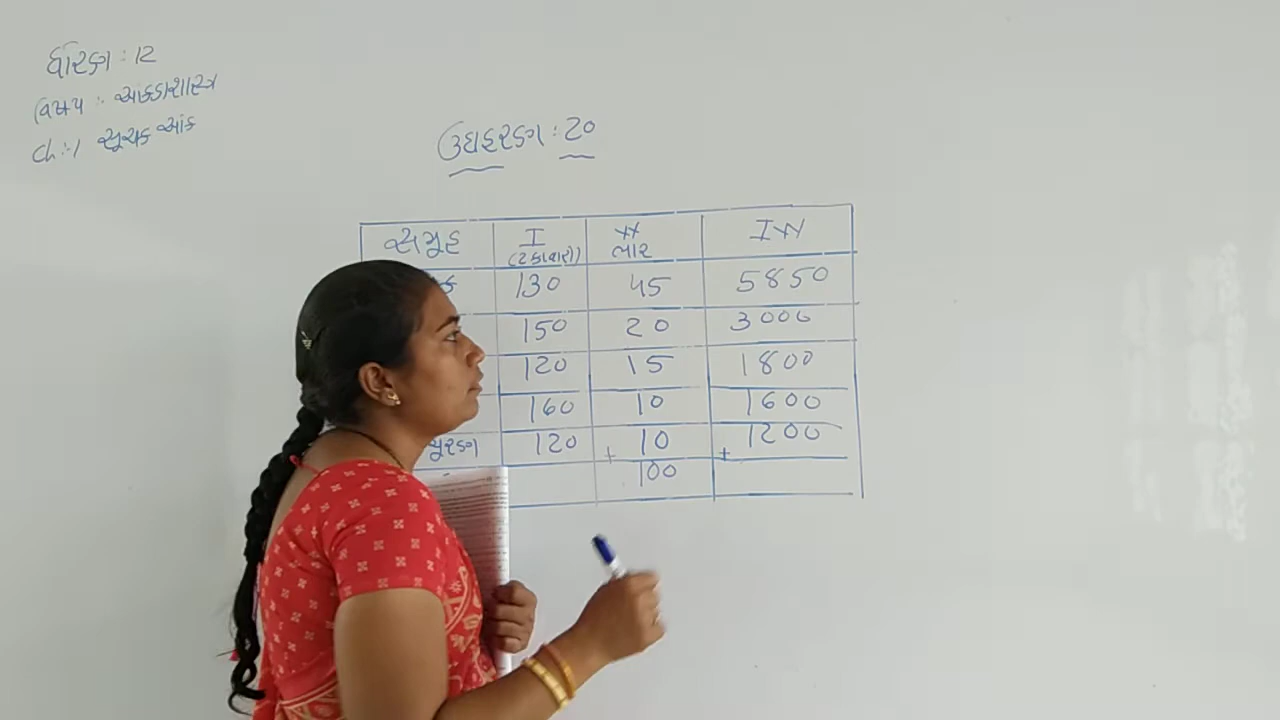 ધોરણ : 12
વિષય :- આંકડાશાસ્ત્ર
ch :- 1 સૂચક આંક
ઉદાહરણ : 20
સમૂહ I W IW
(ટકાવારી) ભાર
ક 130 45 5850
150 20 3000
120 15 1800
160 10 1600
120 + 10 + 1200
100